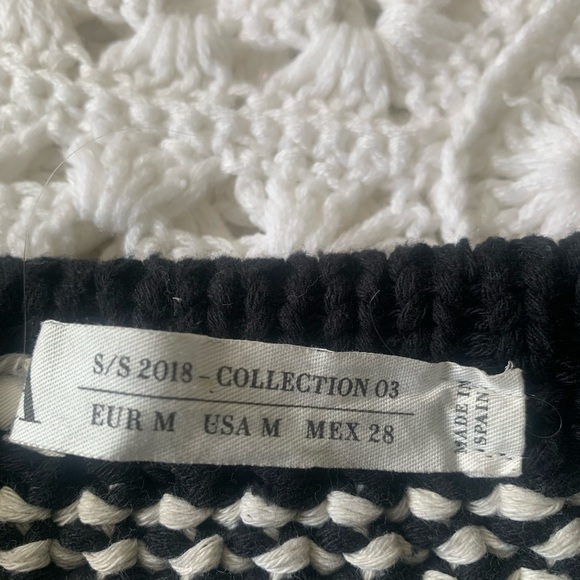 S/S 2018 – COLLECTION 03
EUR M USA M MEX 28
MADE IN
SPAIN